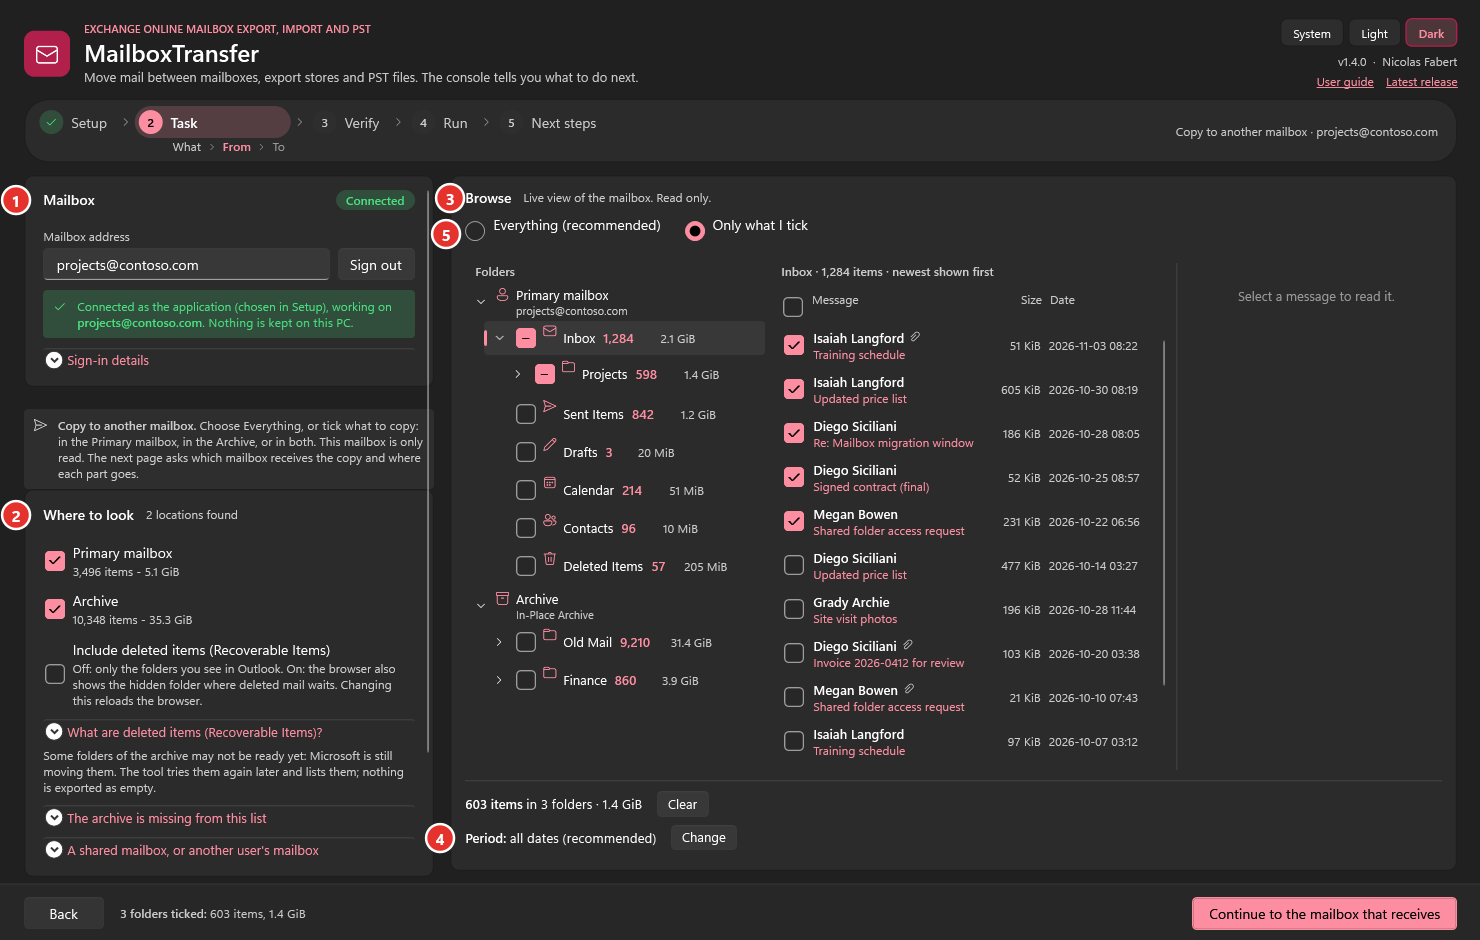 EXCHANGE ONLINE MAILBOX EXPORT, IMPORT AND PST
MailboxTransfer
Move mail between mailboxes, export stores and PST files. The console tells you what to do next.
System Light Dark
v1.4.0 · Nicolas Fabert
User guide Latest release
Setup
2 Task
3 Verify
4 Run
5 Next steps
What > From > To
Copy to another mailbox · projects@contoso.com
1
Mailbox Connected
Mailbox address
projects@contoso.com Sign out
Connected as the application (chosen in Setup), working on
projects@contoso.com. Nothing is kept on this PC.
Sign-in details
Copy to another mailbox. Choose Everything, or tick what to copy:
in the Primary mailbox, in the Archive, or in both. This mailbox is only
read. The next page asks which mailbox receives the copy and where
each part goes.
2
Where to look 2 locations found
Primary mailbox
3,496 items - 5.1 GiB
Archive
10,348 items - 35.3 GiB
Include deleted items (Recoverable Items)
Off: only the folders you see in Outlook. On: the browser also
shows the hidden folder where deleted mail waits. Changing
this reloads the browser.
What are deleted items (Recoverable Items)?
Some folders of the archive may not be ready yet: Microsoft is still
moving them. The tool tries them again later and lists them; nothing
is exported as empty.
The archive is missing from this list
A shared mailbox, or another user's mailbox
3
Browse Live view of the mailbox. Read only.
5
Everything (recommended) Only what I tick
Folders
Primary mailbox
projects@contoso.com
Inbox 1,284 2.1 GiB
Projects 598 1.4 GiB
Sent Items 842 1.2 GiB
Drafts 3 20 MiB
Calendar 214 51 MiB
Contacts 96 10 MiB
Deleted Items 57 205 MiB
Archive
In-Place Archive
Old Mail 9,210 31.4 GiB
Finance 860 3.9 GiB
Inbox · 1,284 items · newest shown first
Message Size Date
Isaiah Langford
Training schedule 51 KiB 2026-11-03 08:22
Isaiah Langford
Updated price list 605 KiB 2026-10-30 08:19
Diego Siciliani
Re: Mailbox migration window 186 KiB 2026-10-28 08:05
Diego Siciliani
Signed contract (final) 52 KiB 2026-10-25 08:57
Megan Bowen
Shared folder access request 231 KiB 2026-10-22 06:56
Diego Siciliani
Updated price list 477 KiB 2026-10-14 03:27
Grady Archie
Site visit photos 196 KiB 2026-10-28 11:44
Diego Siciliani
Invoice 2026-0412 for review 103 KiB 2026-10-20 03:38
Megan Bowen
Shared folder access request 21 KiB 2026-10-10 07:43
Isaiah Langford
Training schedule 97 KiB 2026-10-07 03:12
Select a message to read it.
603 items in 3 folders · 1.4 GiB Clear
4
Period: all dates (recommended) Change
Back 3 folders ticked: 603 items, 1.4 GiB
Continue to the mailbox that receives